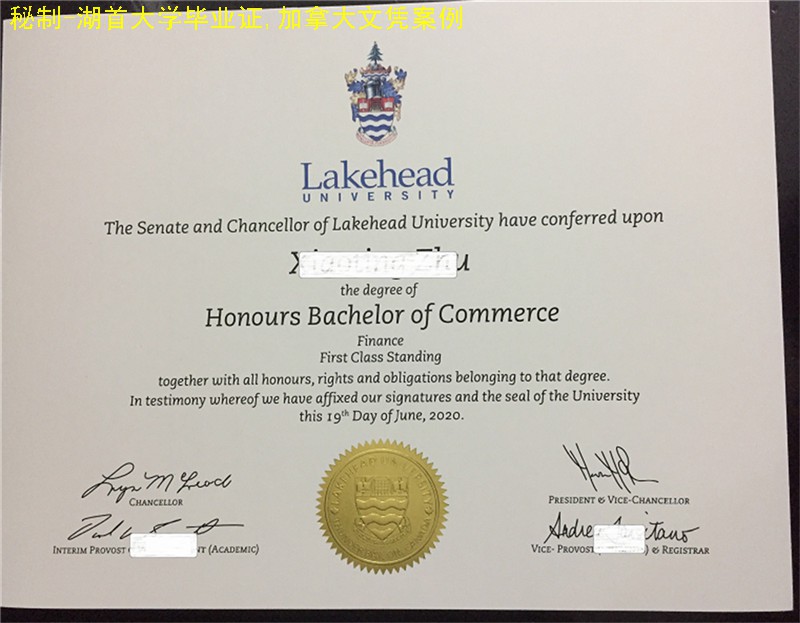 秘制-湖首大学毕业证,加拿大文凭案例
Lakehead
UNIVERSITY
The Senate and Chancellor of Lakehead University have conferred upon
the degree of
Honours Bachelor of Commerce
Finance
First Class Standing
together with all honours, rights and obligations belonging to that degree.
In testimony whereof we have affixed our signatures and the seal of the University
this 19th Day of June, 2020.
CHANCELLOR
PRESIDENT & VICE-CHANCELLOR
INTERIM PROVOST (ACADEMIC)
VICE-PROVOST & REGISTRAR
LAKEHEAD UNIVERSITY